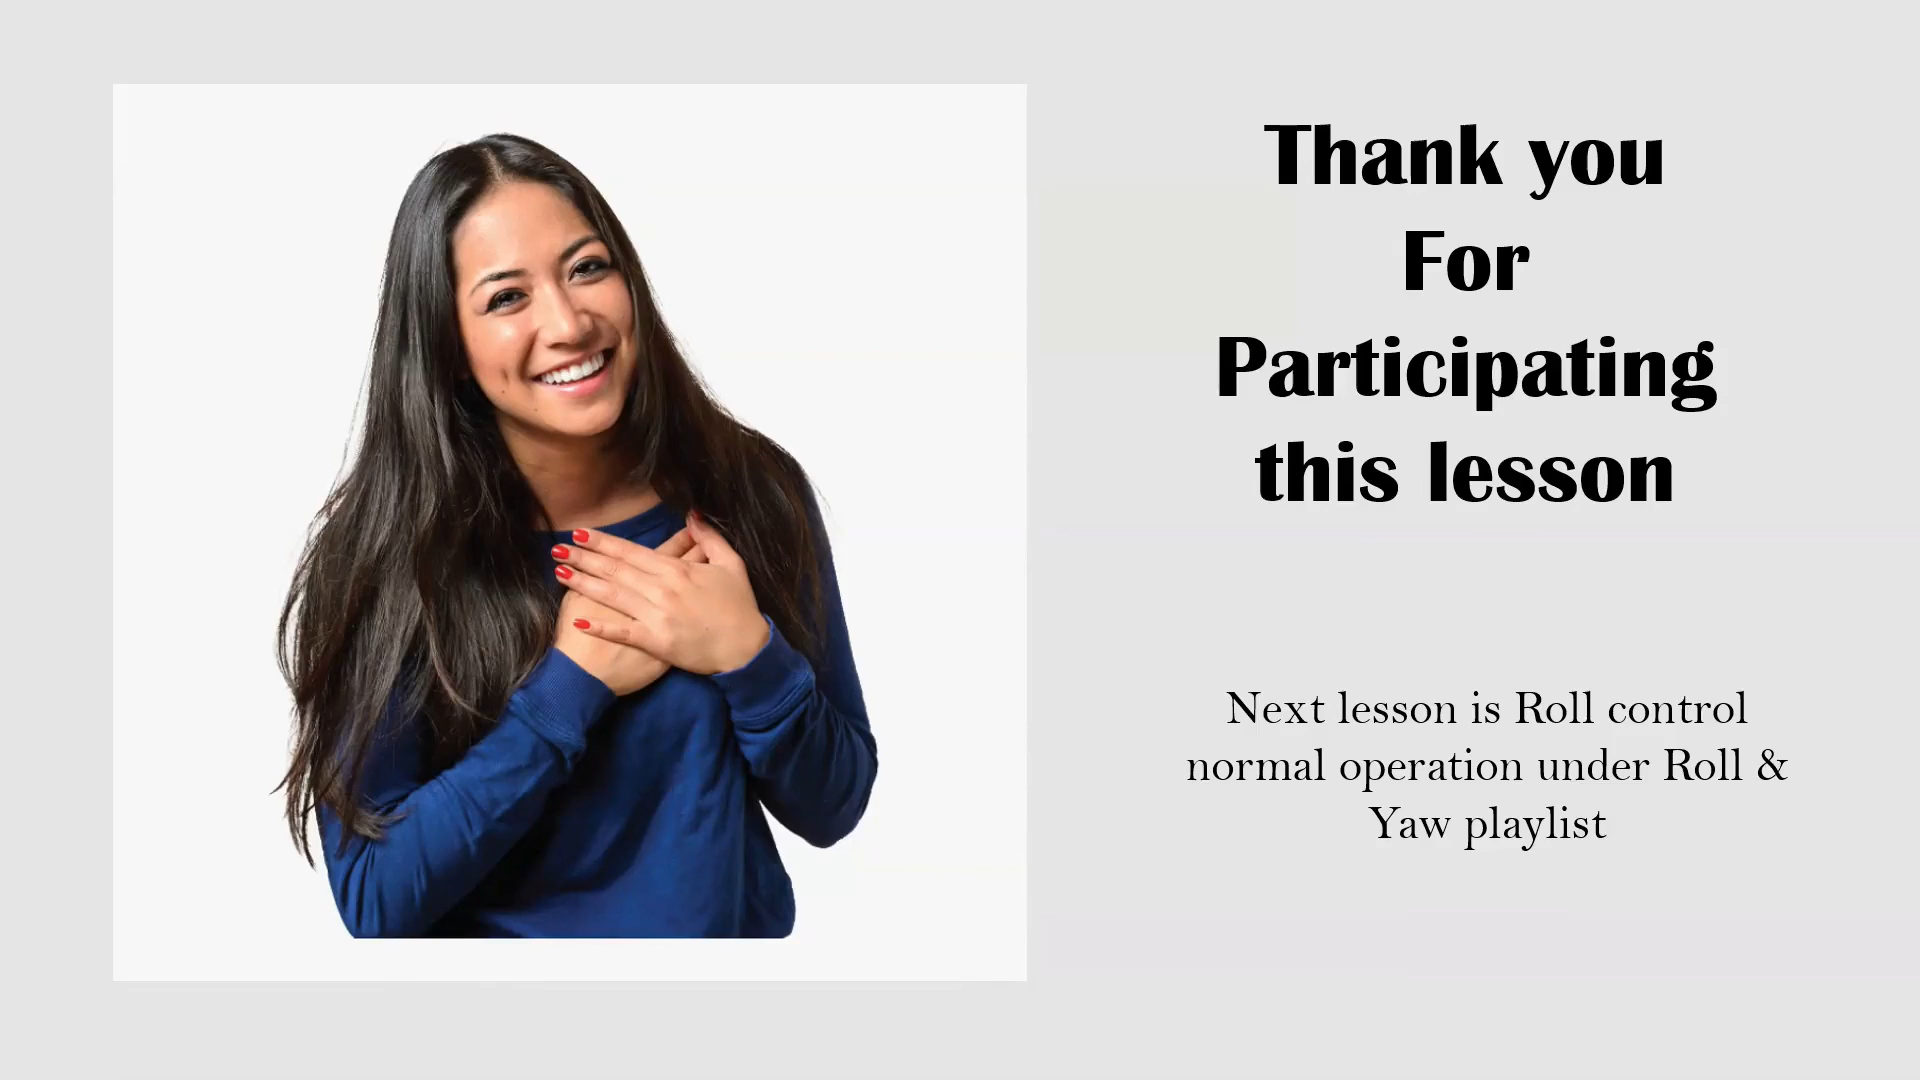 Thank you
For
Participating
this lesson
Next lesson is Roll control
normal operation under Roll &
Yaw playlist